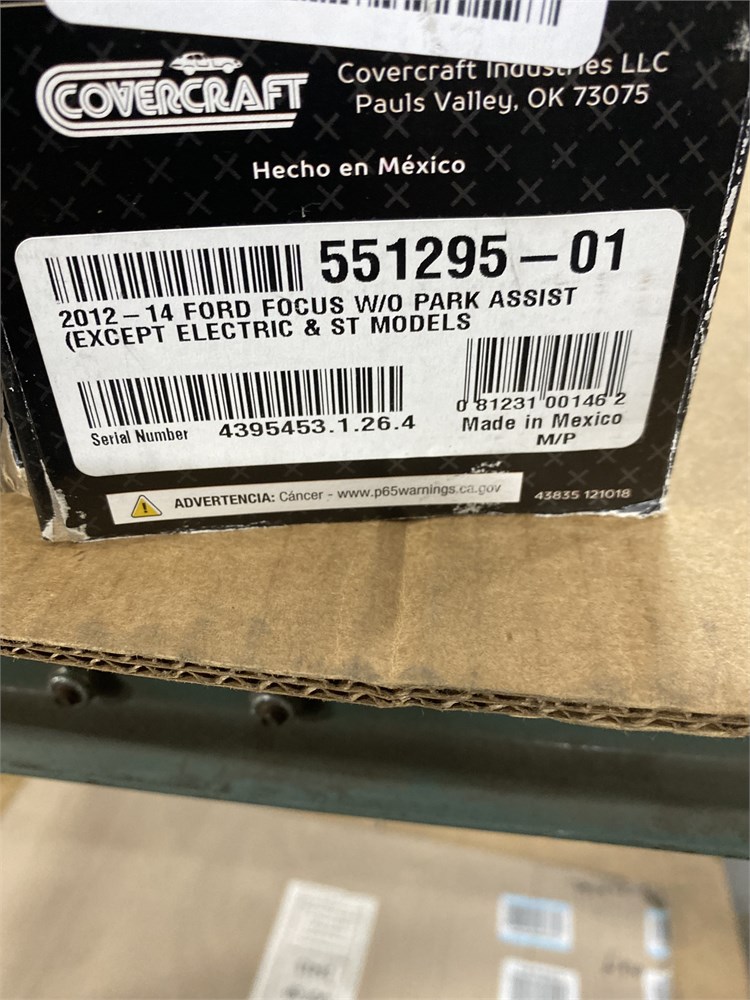 COVERCRAFT
Covercraft Industries LLC
Pauls Valley, OK 73075
Hecho en México
551295-01
2012-14 FORD FOCUS W/O PARK ASSIST
(EXCEPT ELECTRIC & ST MODELS
Serial Number 4395453.1.26.4
0 81231 00146 2
Made in Mexico
M/P
ADVERTENCIA: Cáncer - www.p65warnings.ca.gov
43835 121018